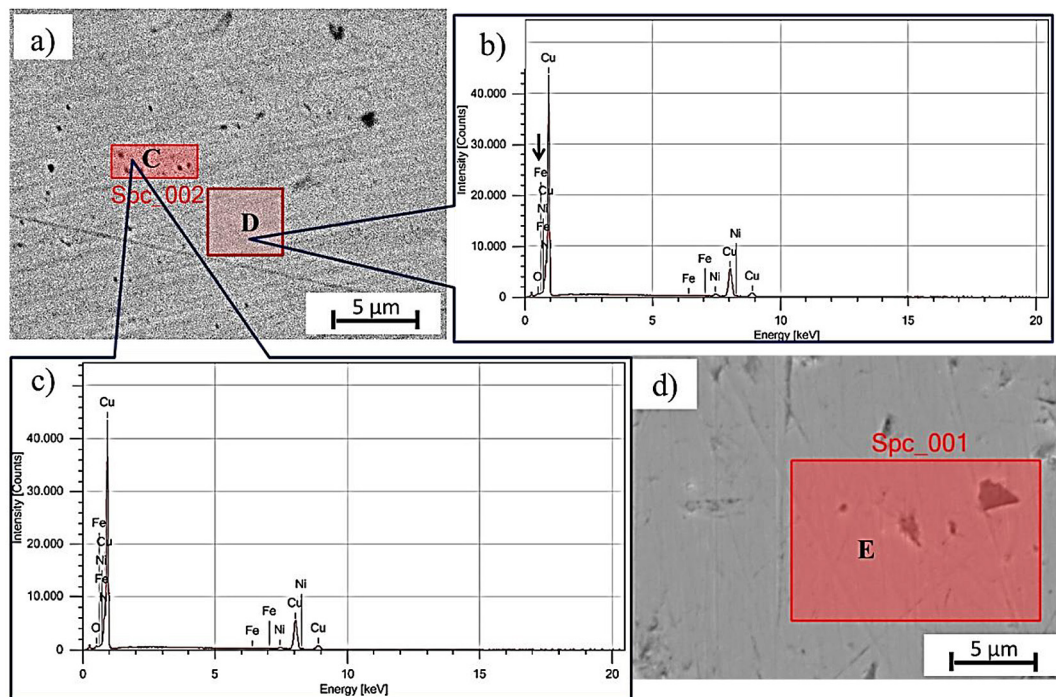 a)
C
Spc_002
D
5 µm
b)
Intensity [Counts]
40.000
30.000
20.000
10.000
0
Cu
Fe
Cu
Ni
Fe
O
Fe
Fe
Ni
Cu
Ni
Cu
0
5
10
15
20
Energy [keV]
c)
Intensity [Counts]
40.000
30.000
20.000
10.000
0
Cu
Fe
Cu
Ni
Fe
O
Fe
Fe
Ni
Cu
Ni
Cu
0
5
10
15
20
Energy [keV]
d)
Spc_001
E
5 µm